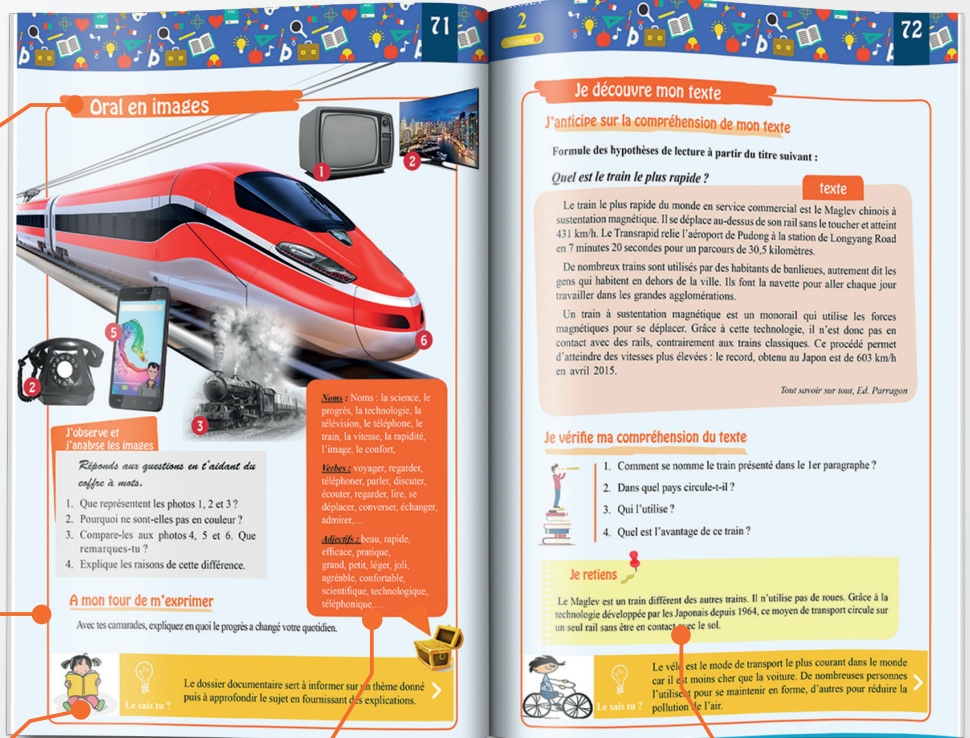 71
Oral en images
1
2
5
6
2
3
Noms : Noms : la science, le
progrès, la technologie, la
télévision, le téléphone, le
train, la vitesse, la rapidité,
l'image, le confort,
Verbes : voyager, regarder,
téléphoner, parler, discuter,
écouter, regarder, lire, se
déplacer, converser, échanger,
admirer,...
Adjectifs : beau, rapide,
efficace, pratique,
grand, petit, léger, joli,
agréable, confortable,
scientifique, technologique,
téléphonique,...
J'observe et
j'analyse les images
Réponds aux questions en t'aidant du
coffre à mots.
1. Que représentent les photos 1, 2 et 3 ?
2. Pourquoi ne sont-elles pas en couleur ?
3. Compare-les aux photos 4, 5 et 6. Que
remarques-tu ?
4. Explique les raisons de cette différence.
A mon tour de m'exprimer
Avec tes camarades, expliquez en quoi le progrès a changé votre quotidien.
Le sais tu ?
Le dossier documentaire sert à informer sur un thème donné
puis à approfondir le sujet en fournissant des explications.
2
72
Je découvre mon texte
J'anticipe sur la compréhension de mon texte
Formule des hypothèses de lecture à partir du titre suivant :
Quel est le train le plus rapide ?
texte
Le train le plus rapide du monde en service commercial est le Maglev chinois à
sustentation magnétique. Il se déplace au-dessus de son rail sans le toucher et atteint
431 km/h. Le Transrapid relie l'aéroport de Pudong à la station de Longyang Road
en 7 minutes 20 secondes pour un parcours de 30,5 kilomètres.
De nombreux trains sont utilisés par des habitants de banlieues, autrement dit les
gens qui habitent en dehors de la ville. Ils font la navette pour aller chaque jour
travailler dans les grandes agglomérations.
Un train à sustentation magnétique est un monorail qui utilise les forces
magnétiques pour se déplacer. Grâce à cette technologie, il n'est donc pas en
contact avec des rails, contrairement aux trains classiques. Ce procédé permet
d'atteindre des vitesses plus élevées : le record, obtenu au Japon est de 603 km/h
en avril 2015.
Tout savoir sur tout, Ed. Parragon
Je vérifie ma compréhension du texte
1. Comment se nomme le train présenté dans le 1er paragraphe ?
2. Dans quel pays circule-t-il ?
3. Qui l'utilise ?
4. Quel est l'avantage de ce train ?
Je retiens
Le Maglev est un train différent des autres trains. Il n'utilise pas de roues. Grâce à la
technologie développée par les Japonais depuis 1964, ce moyen de transport circule sur
un seul rail sans être en contact avec le sol.
Le sais tu ?
Le vélo est le mode de transport le plus courant dans le monde
car il est moins cher que la voiture. De nombreuses personnes
l'utilisent pour se maintenir en forme, d'autres pour réduire la
pollution de l'air.